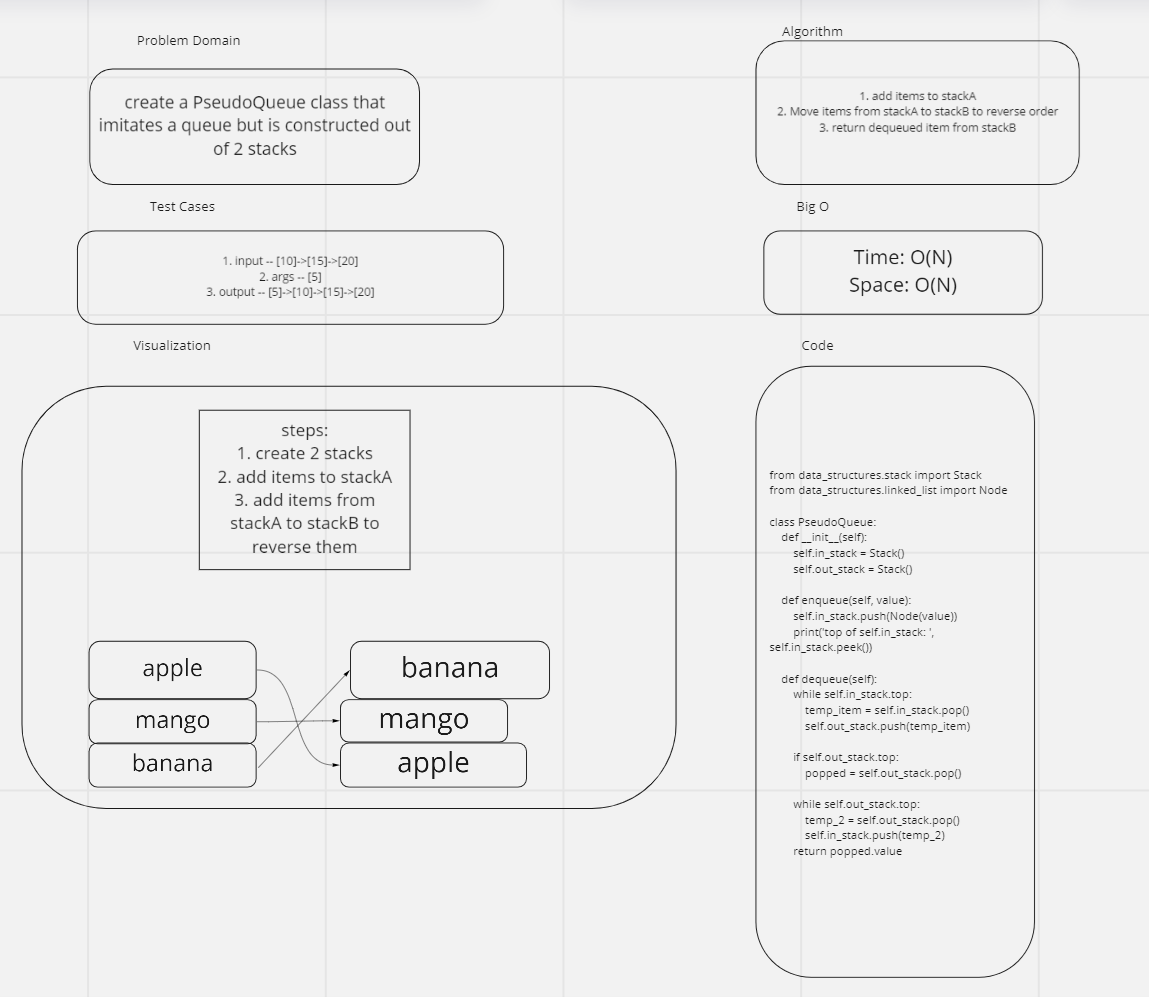 Problem Domain
create a PseudoQueue class that
imitates a queue but is constructed out
of 2 stacks
Test Cases
1. input -- [10]->[15]->[20]
2. args -- [5]
3. output -- [5]->[10]->[15]->[20]
Visualization
steps:
1. create 2 stacks
2. add items to stackA
3. add items from
stackA to stackB to
reverse them
apple
mango
banana
banana
mango
apple
Algorithm
1. add items to stackA
2. Move items from stackA to stackB to reverse order
3. return dequeued item from stackB
Big O
Time: O(N)
Space: O(N)
Code
from data_structures.stack import Stack
from data_structures.linked_list import Node
class PseudoQueue:
def __init__(self):
self.in_stack = Stack()
self.out_stack = Stack()
def enqueue(self, value):
self.in_stack.push(Node(value))
print('top of self.in_stack: ',
self.in_stack.peek())
def dequeue(self):
while self.in_stack.top:
temp_item = self.in_stack.pop()
self.out_stack.push(temp_item)
if self.out_stack.top:
popped = self.out_stack.pop()
while self.out_stack.top:
temp_2 = self.out_stack.pop()
self.in_stack.push(temp_2)
return popped.value